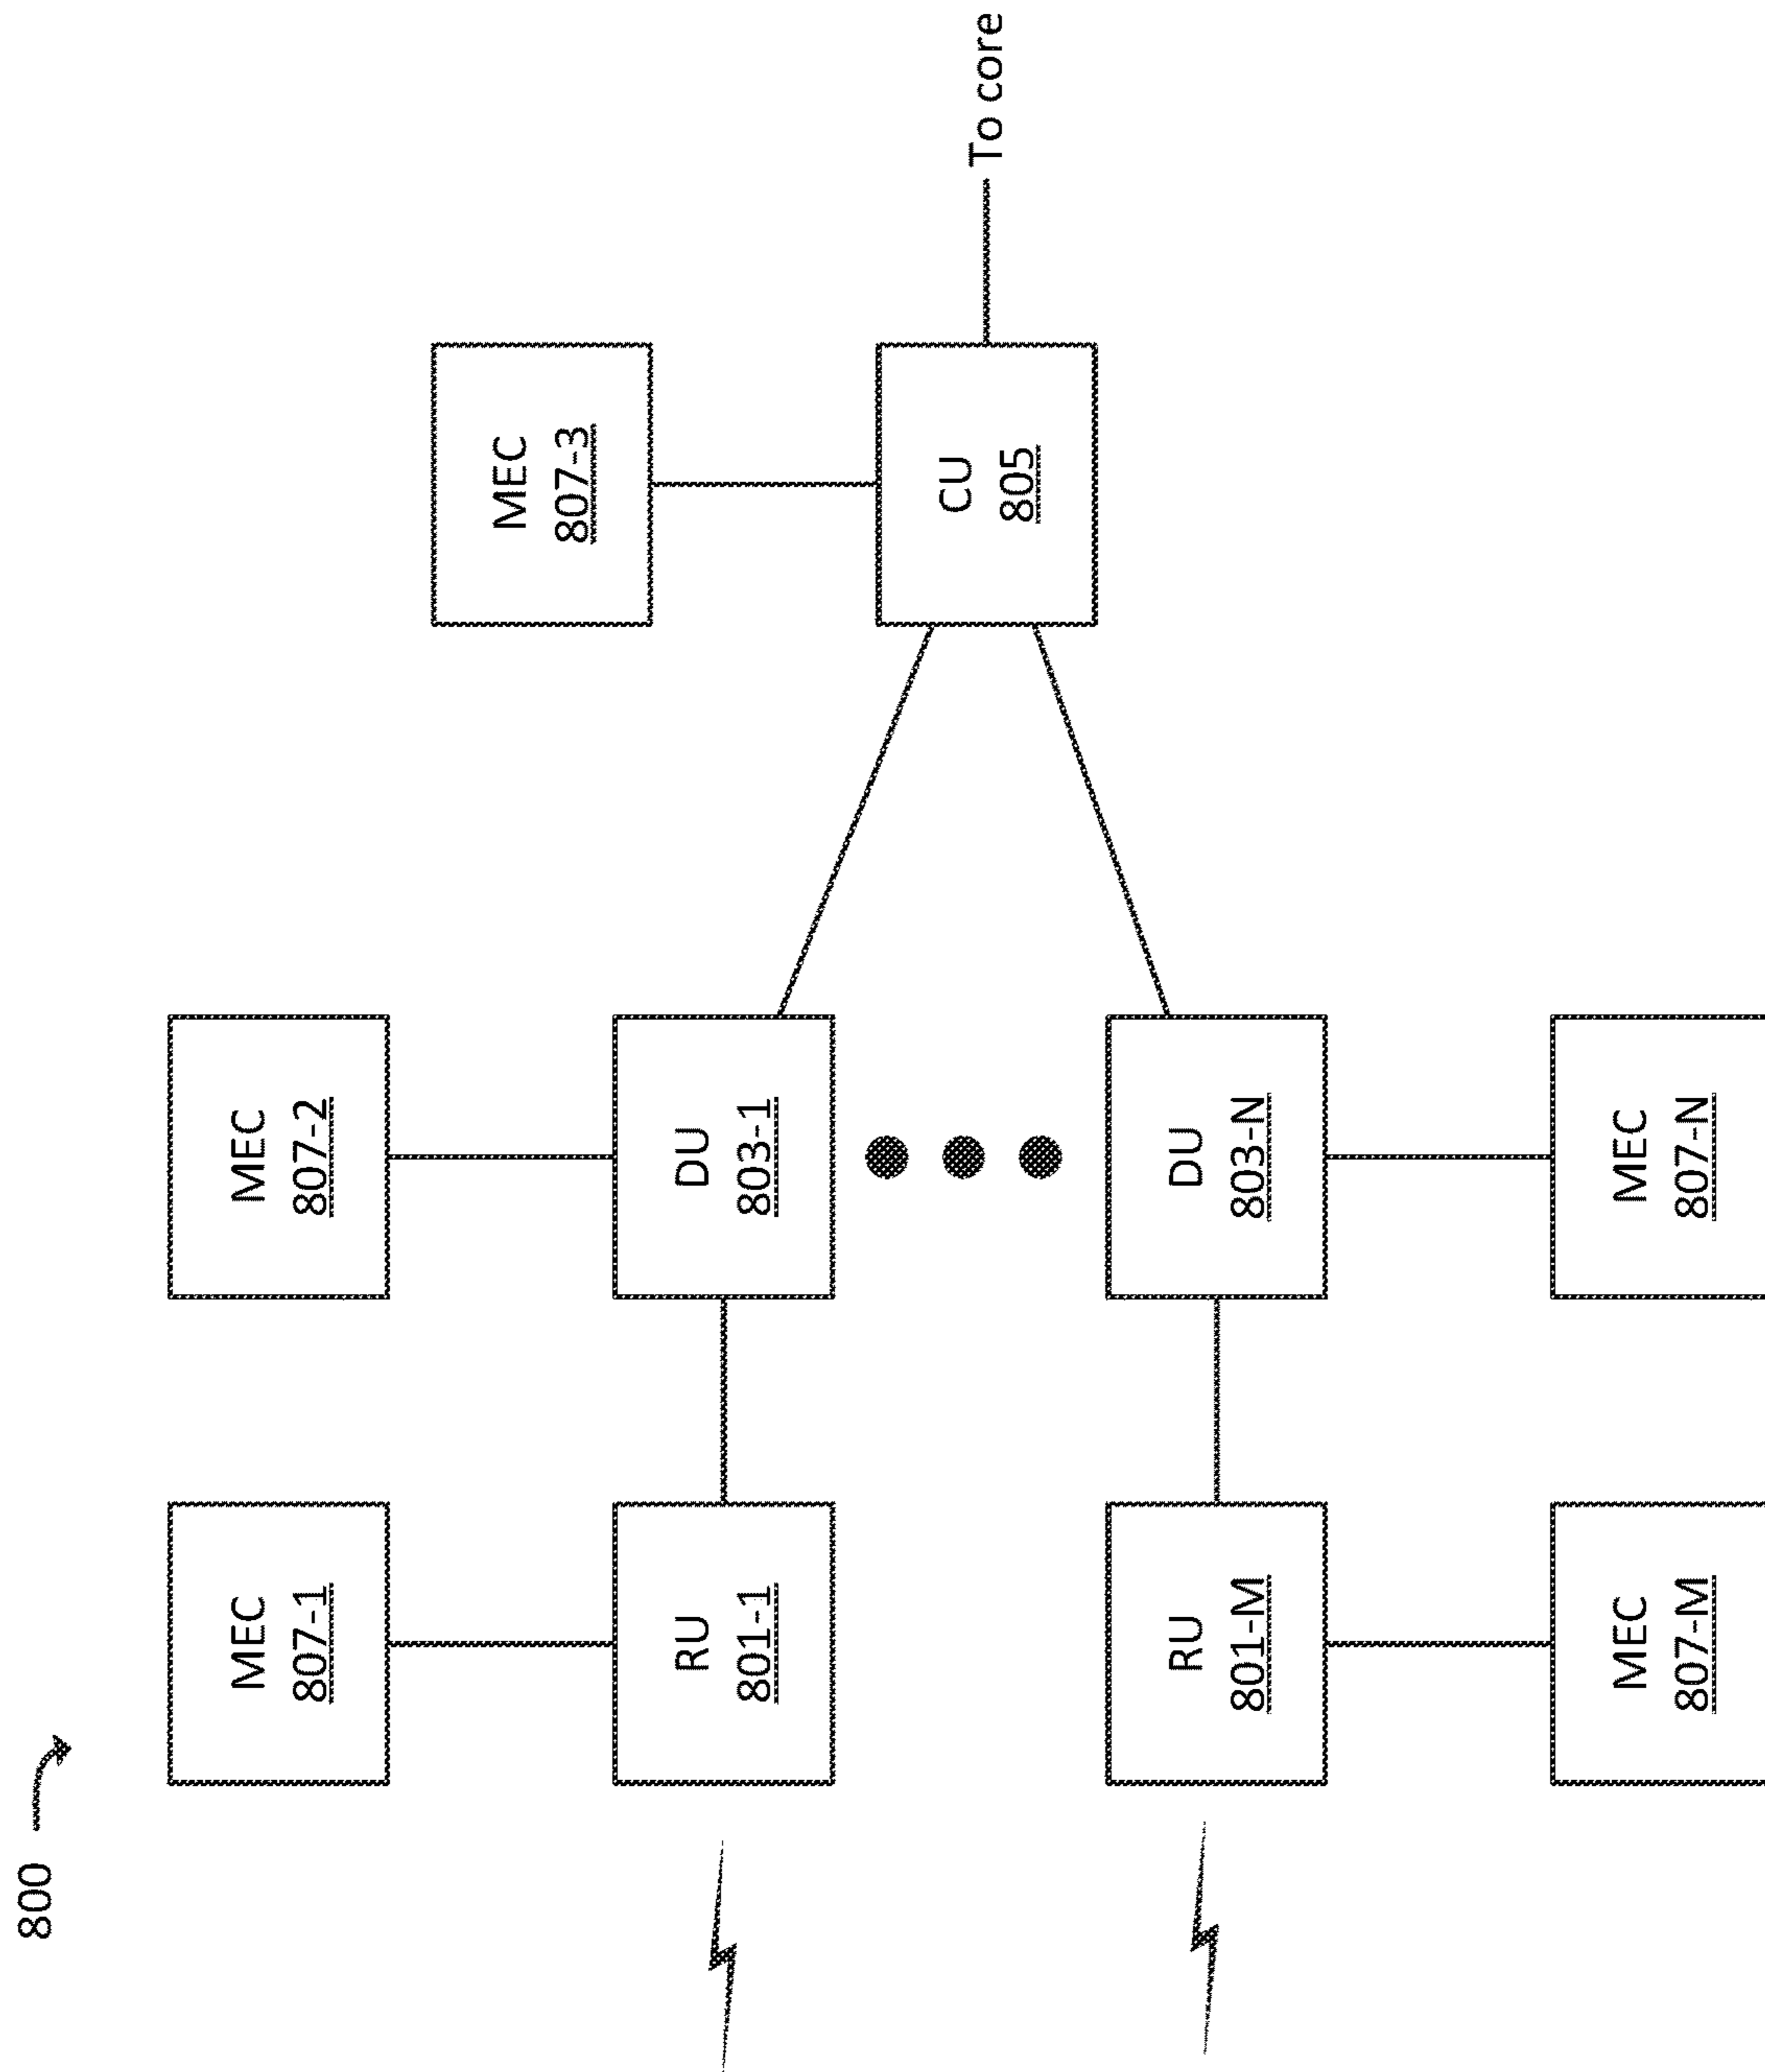 800
MEC
807-1
MEC
807-2
MEC
807-3
RU
801-1
DU
803-1
CU
805
To core
RU
801-M
DU
803-N
MEC
807-M
MEC
807-N